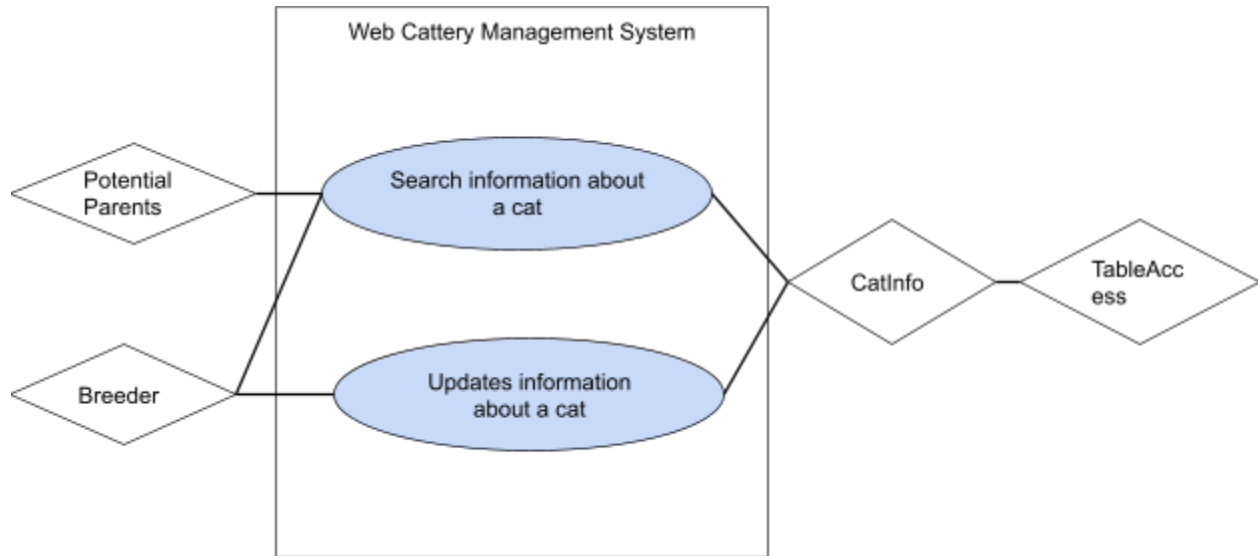 Web Cattery Management System
Potential
Parents
Search information about
a cat
CatInfo
TableAcc
ess
Breeder
Updates information
about a cat